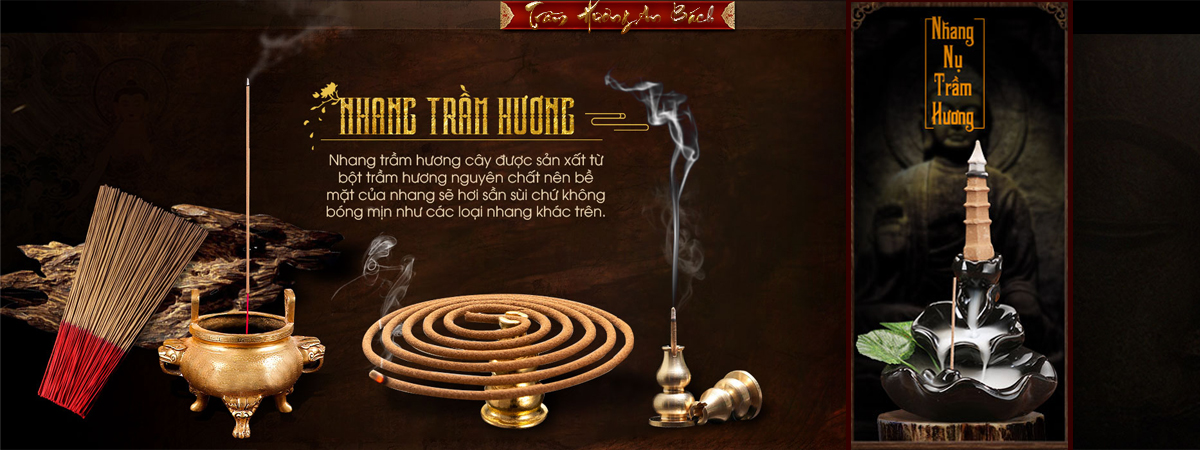 Trầm Hương An Bách
NHANG TRẦM HƯƠNG
Nhang trầm hương cây được sản xất từ
bột trầm hương nguyên chất nên bề
mặt của nhang sẽ hơi sần sùi chứ không
bóng mịn như các loại nhang khác trên.
Nhang
Nụ
Trầm
Hương